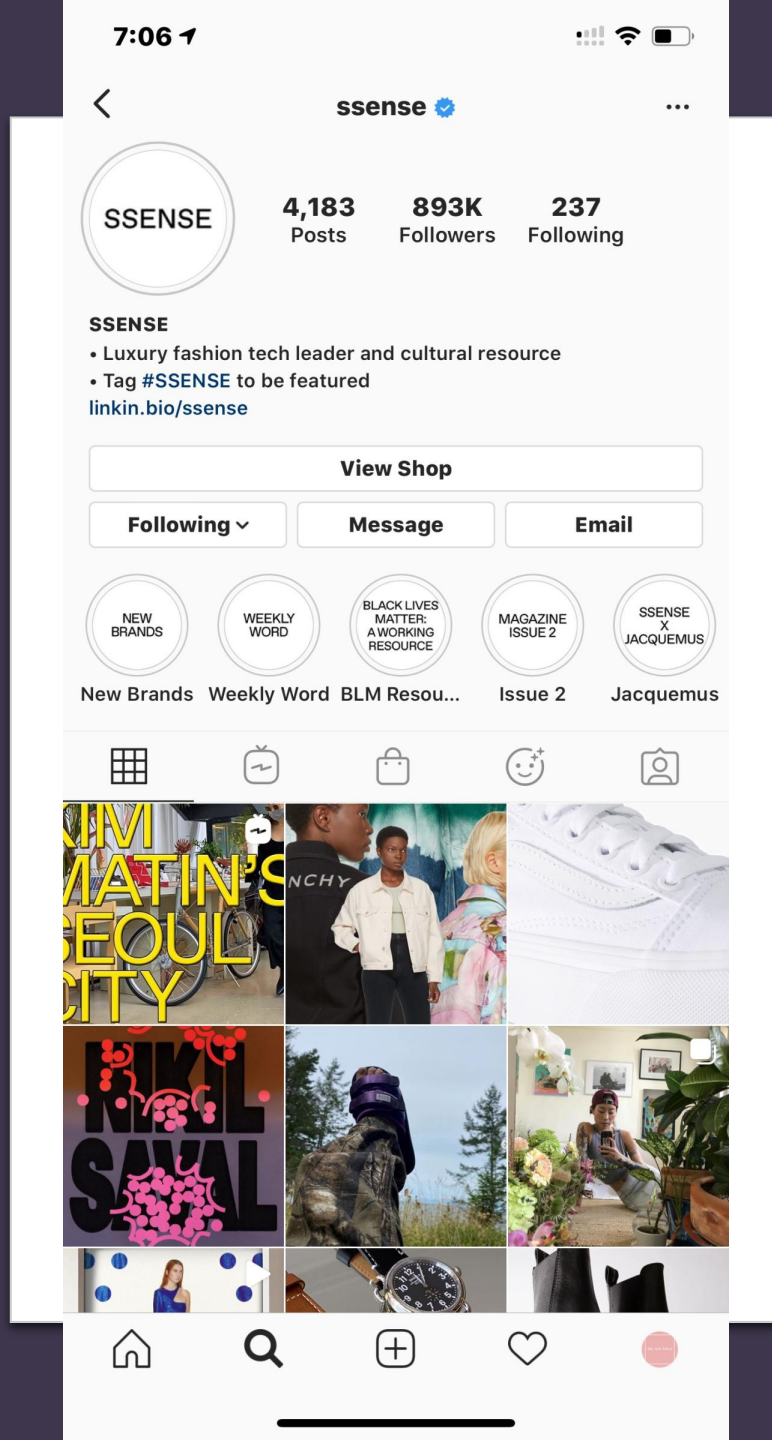 7:06
ssense
SSENSE
4,183 893K 237
Posts Followers Following
SSENSE
• Luxury fashion tech leader and cultural resource
• Tag #SSENSE to be featured
linkin.bio/ssense
View Shop
Following Message Email
NEW
BRANDS
WEEKLY
WORD
BLACK LIVES
MATTER:
A WORKING
RESOURCE
MAGAZINE
ISSUE 2
SSENSE
X
JACQUEMUS
New Brands Weekly Word BLM Resou... Issue 2 Jacquemus
KIM
MATIN'S
SEOUL
CITY
NCHY
NIKIL
SAVAL